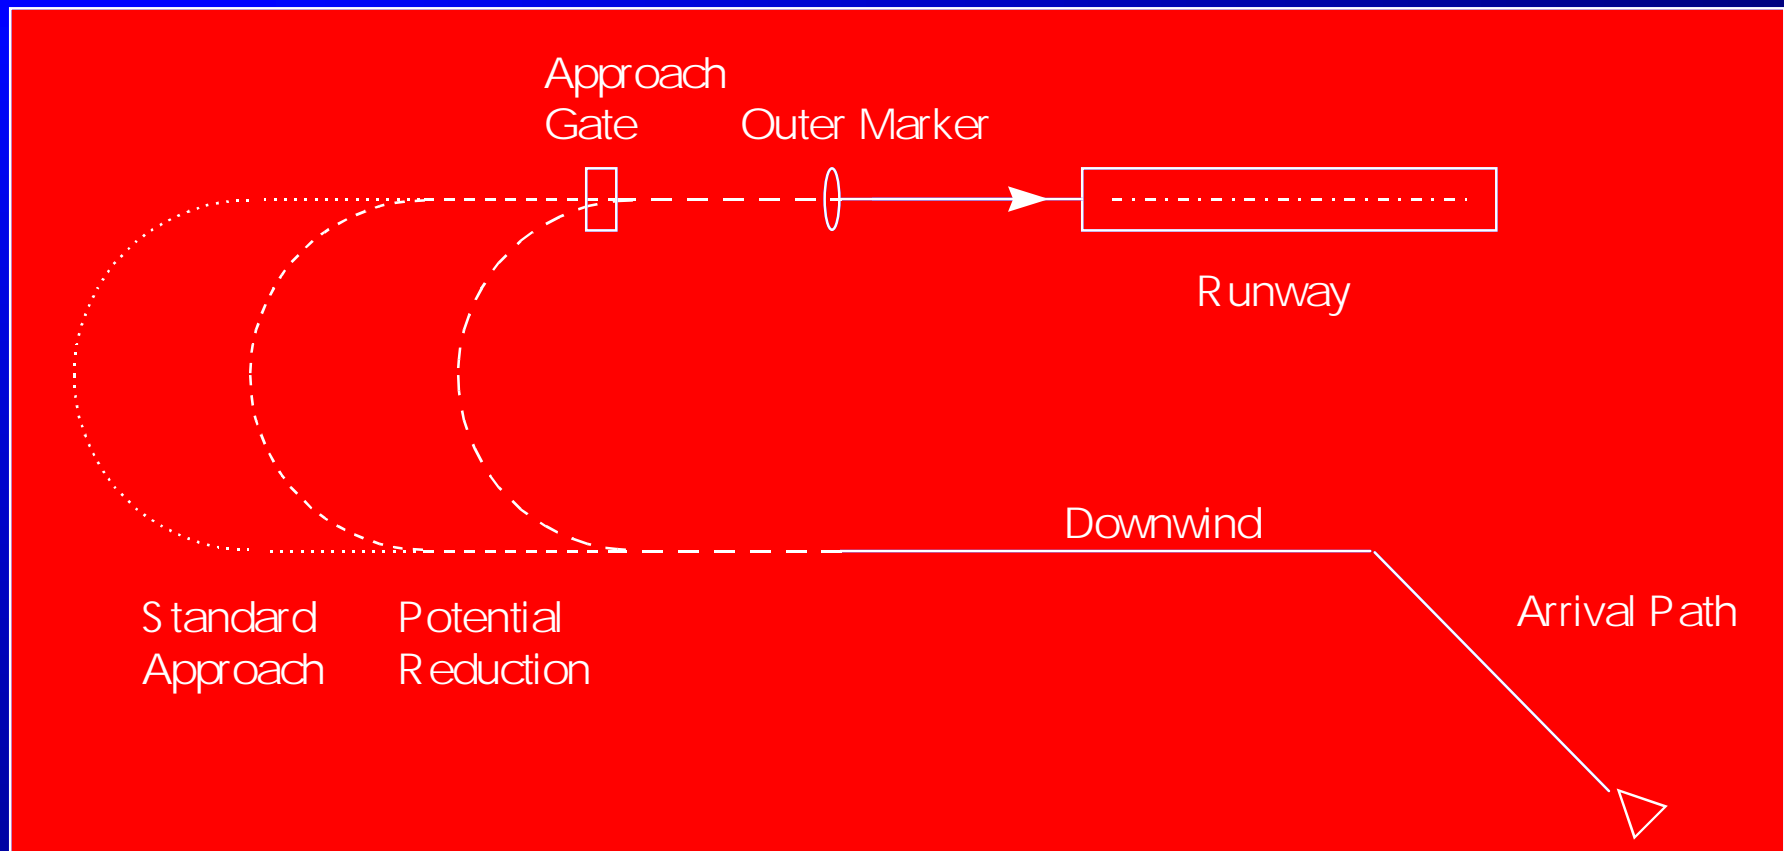 Approach
Gate
Outer Marker
Runway
Downwind
Standard
Approach
Potential
Reduction
Arrival Path